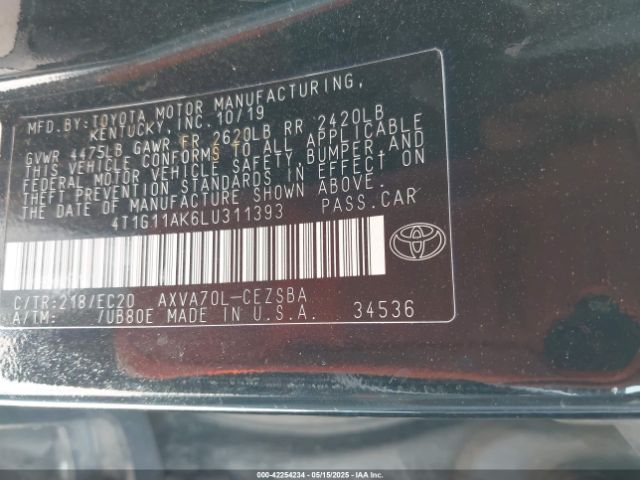 MFD.BY:TOYOTA MOTOR MANUFACTURING,
KENTUCKY, INC. 10/19
GVWR 4475LB GAWR FR 2620LB RR 2420LB
THIS VEHICLE CONFORMS TO ALL APPLICABLE
FEDERAL MOTOR VEHICLE SAFETY, BUMPER, AND
THEFT PREVENTION STANDARDS IN EFFECT ON
THE DATE OF MANUFACTURE SHOWN ABOVE.
4T1G11AK6LU311393 PASS.CAR
C/TR:218/EC20 AXVA70L-CEZSBA
A/TM: /UB80E MADE IN U.S.A. 34536
000-42254234 - 05/15/2025 - IAA Inc.